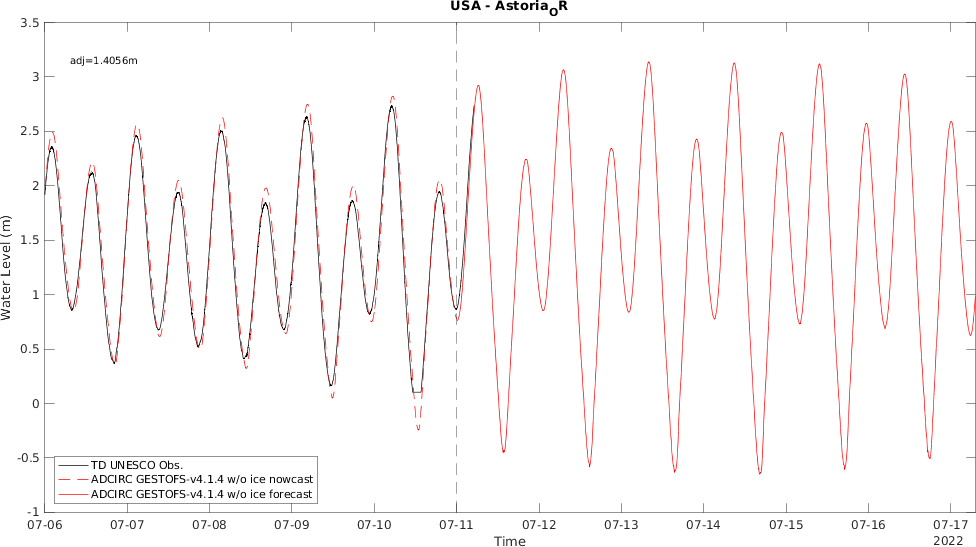 USA - Astoria_OR
3.5
adj=1.4056m
3
2.5
2
1.5
1
0.5
0
-0.5
-1
Water Level (m)
TD UNESCO Obs.
ADCIRC GESTOFS-v4.1.4 w/o ice nowcast
ADCIRC GESTOFS-v4.1.4 w/o ice forecast
07-06 07-07 07-08 07-09 07-10 07-11 07-12 07-13 07-14 07-15 07-16 07-17
Time 2022